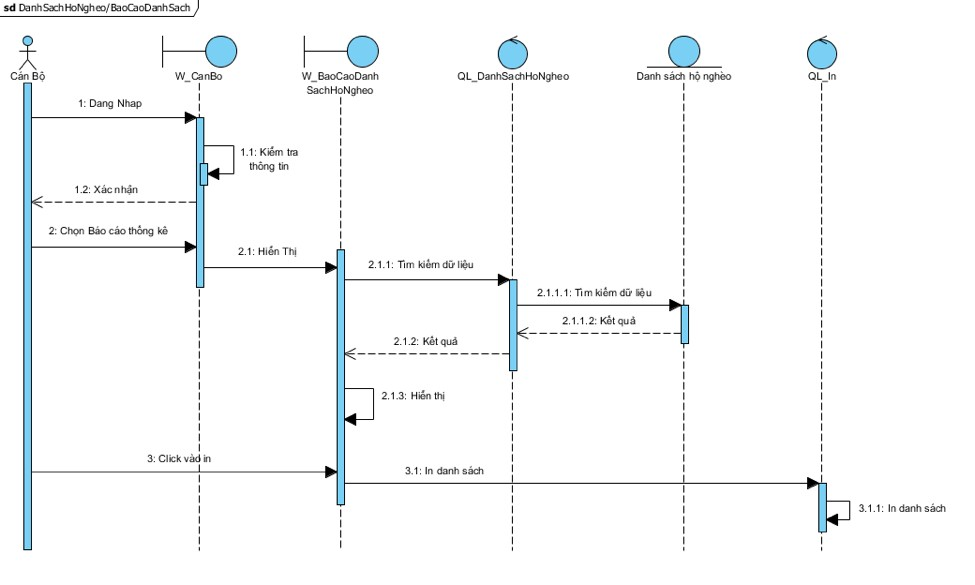 sd DanhSachHoNgheo/BaoCaoDanhSach
Cán Bộ
W_CanBo
W_BaoCaoDanh
SachHoNgheo
QL_DanhSachHoNgheo
Danh sách hộ nghèo
QL_In
1: Dang Nhap
1.1: Kiểm tra
thông tin
1.2: Xác nhận
2: Chọn Báo cáo thống kê
2.1: Hiển Thị
2.1.1: Tìm kiếm dữ liệu
2.1.1.1: Tìm kiếm dữ liệu
2.1.1.2: Kết quả
2.1.2: Kết quả
2.1.3: Hiển thị
3: Click vào in
3.1: In danh sách
3.1.1: In danh sách